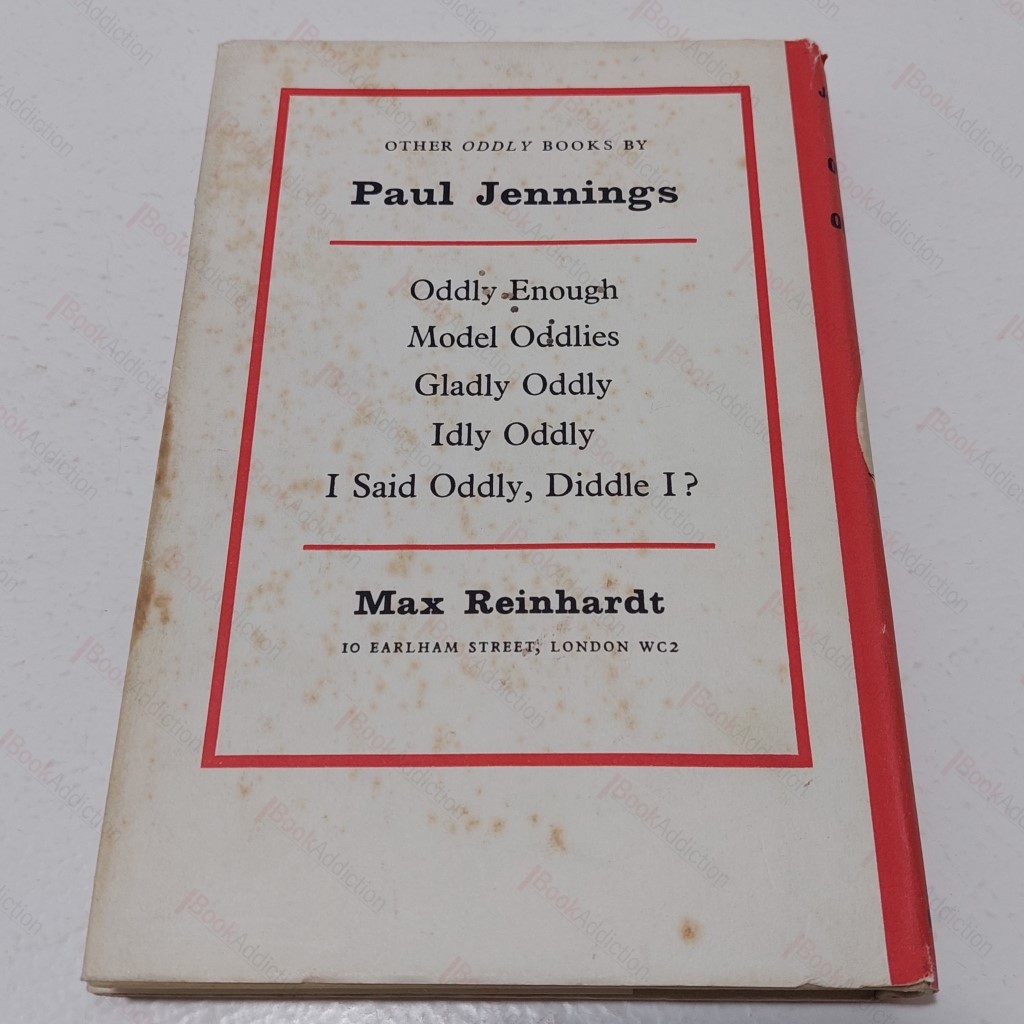 OTHER ODDLY BOOKS BY
Paul Jennings
Oddly Enough
Model Oddlies
Gladly Oddly
Idly Oddly
I Said Oddly, Diddle I?
Max Reinhardt
10 EARLHAM STREET, LONDON WC2
BookAddiction